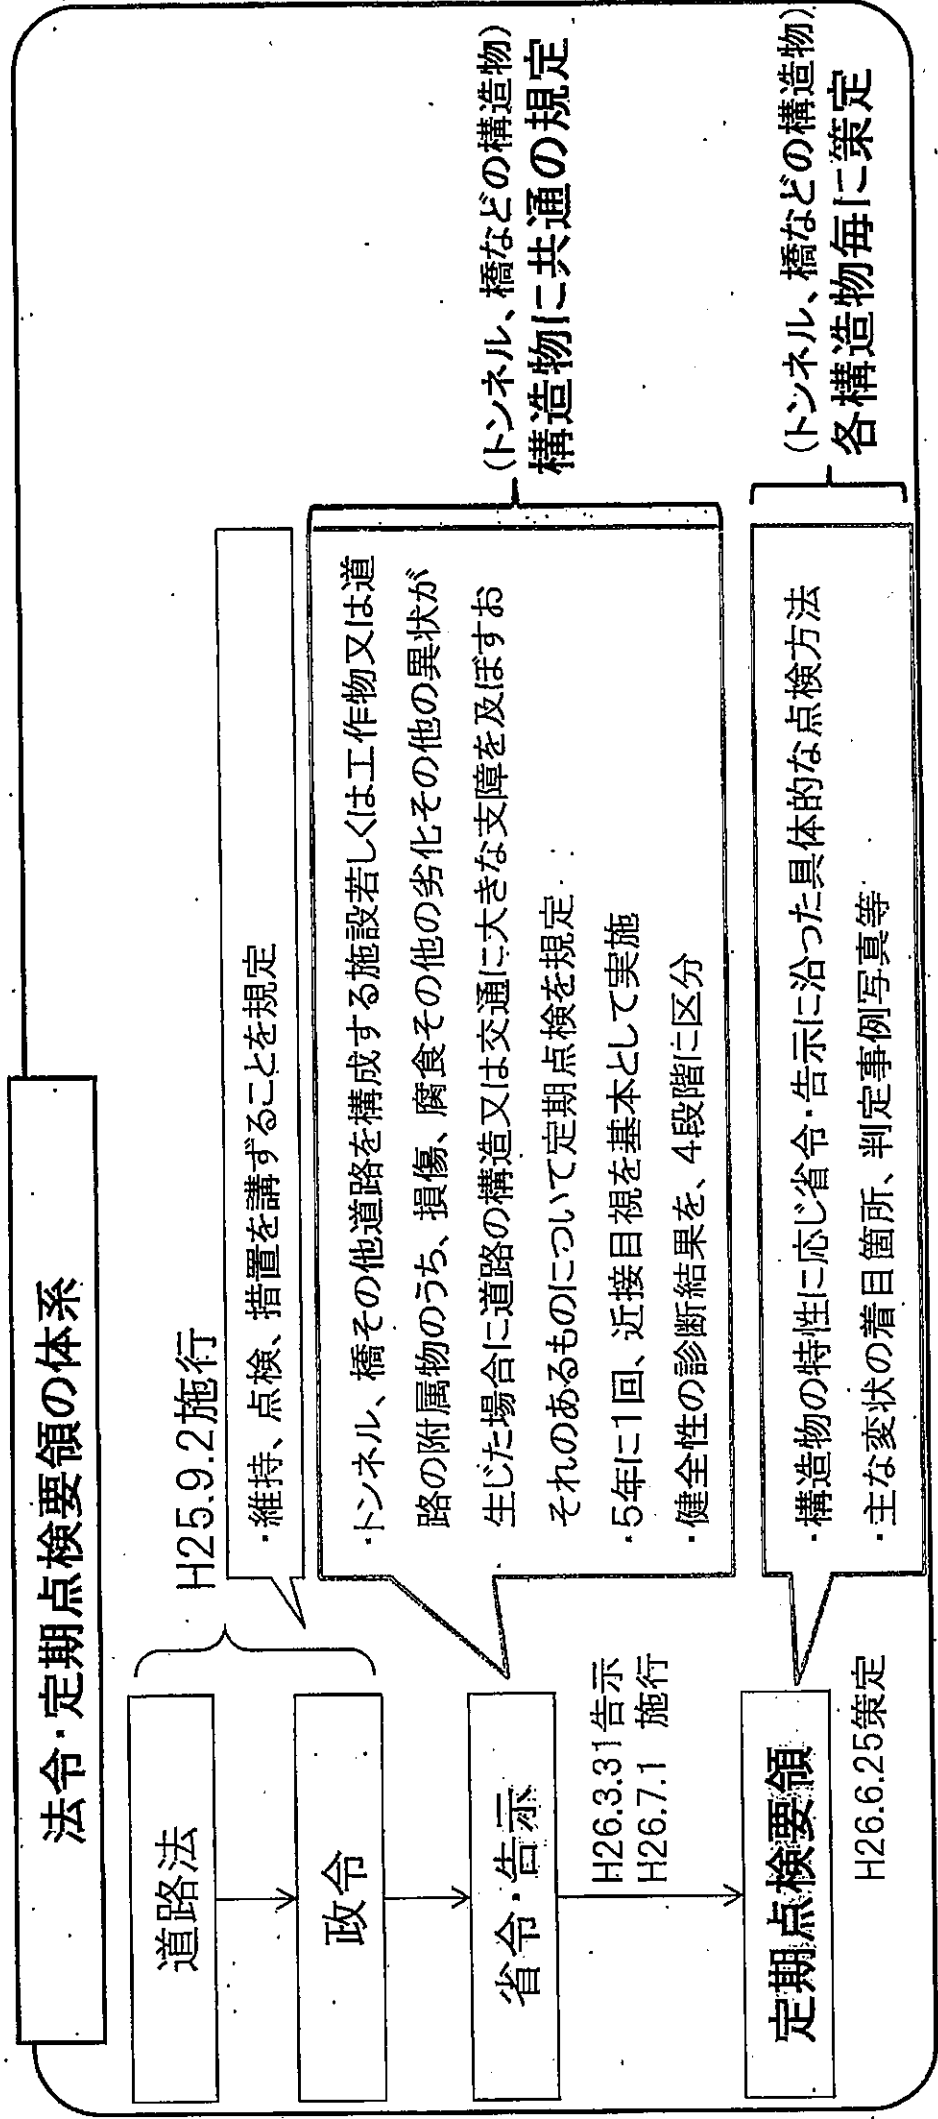 法令・定期点検要領の体系
道路法
政令
H25.9.2施行
・維持、点検、措置を講ずることを規定
省令・告示
H26.3.31告示
H26.7.1 施行
・トンネル、橋その他道路を構成する施設若しくは工作物又は道
路の附属物のうち、損傷、腐食その他の劣化その他の異状が
生じた場合に道路の構造又は交通に大きな支障を及ぼすお
それのあるものについて定期点検を規定
・5年に1回、近接目視を基本として実施
・健全性の診断結果を、4段階に区分
(トンネル、橋などの構造物)
構造物に共通の規定
定期点検要領
H26.6.25策定
・構造物の特性に応じ省令・告示に沿った具体的な点検方法
・主な変状の着目箇所、判定事例写真等
(トンネル、橋などの構造物)
各構造物毎に策定